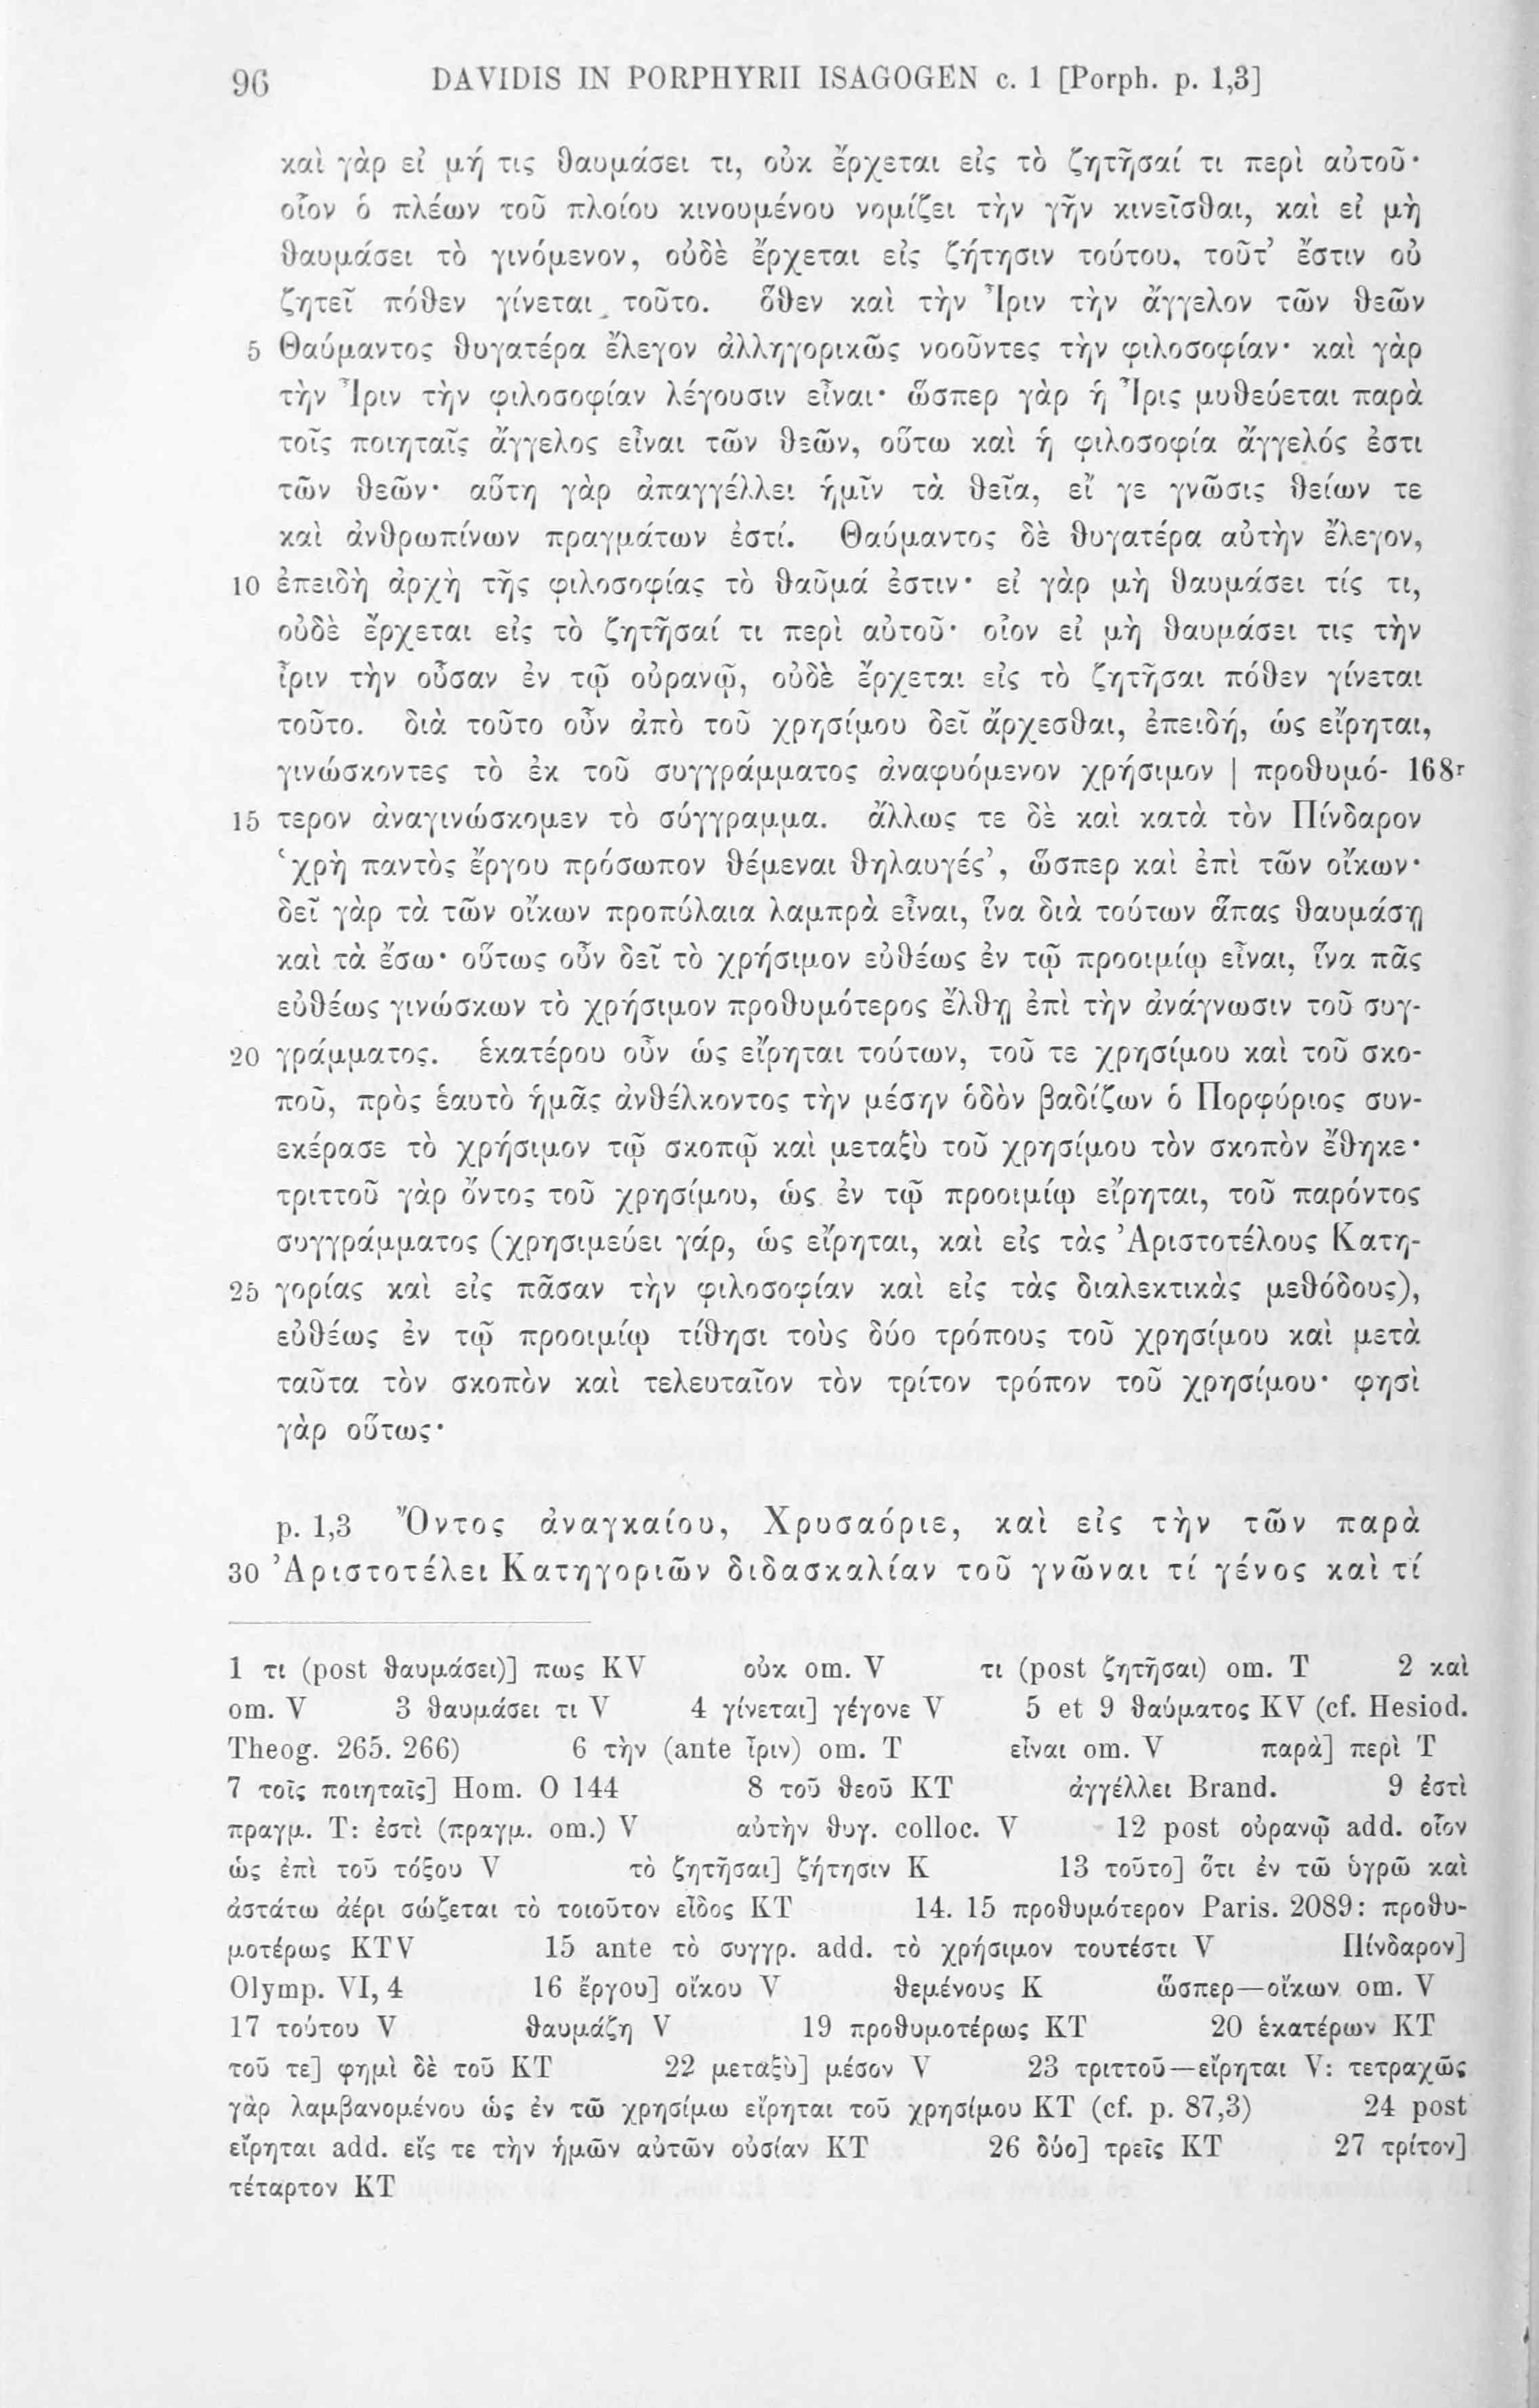 96 DAVIDIS IN PORPHYRII ISAGOGEN c. 1 [Porph. p. 1,3]
καὶ γὰρ εἰ μή τις θαυμάσει τι, οὐκ ἔρχεται εἰς τὸ ζητῆσαί τι περὶ αὐτοῦ·
οἷον ὁ πλέων τοῦ πλοίου κινουμένου νομίζει τὴν γῆν κινεῖσθαι, καὶ εἰ μὴ
θαυμάσει τὸ γινόμενον, οὐδὲ ἔρχεται εἰς ζήτησιν τούτου, τοῦτ’ ἔστιν οὐ
ζητεῖ πόθεν γίνεται τοῦτο. ὅθεν καὶ τὴν Ἶριν τὴν ἄγγελον τῶν θεῶν
5 Θαύμαντος θυγατέρα ἔλεγον ἀλληγορικῶς νοοῦντες τὴν φιλοσοφίαν· καὶ γὰρ
τὴν Ἶριν τὴν φιλοσοφίαν λέγουσιν εἶναι· ὥσπερ γὰρ ἡ Ἶρις μυθεύεται παρὰ
τοῖς ποιηταῖς ἄγγελος εἶναι τῶν θεῶν, οὕτω καὶ ἡ φιλοσοφία ἄγγελός ἐστι
τῶν θεῶν· αὕτη γὰρ ἀπαγγέλλει ἡμῖν τὰ θεῖα, εἴ γε γνῶσις θείων τε
καὶ ἀνθρωπίνων πραγμάτων ἐστί. Θαύμαντος δὲ θυγατέρα αὐτὴν ἔλεγον,
10 ἐπειδὴ ἀρχὴ τῆς φιλοσοφίας τὸ θαῦμά ἐστιν· εἰ γὰρ μὴ θαυμάσει τίς τι,
οὐδὲ ἔρχεται εἰς τὸ ζητῆσαί τι περὶ αὐτοῦ· οἷον εἰ μὴ θαυμάσει τις τὴν
ἶριν τὴν οὖσαν ἐν τῷ οὐρανῷ, οὐδὲ ἔρχεται εἰς τὸ ζητῆσαι πόθεν γίνεται
τοῦτο. διὰ τοῦτο οὖν ἀπὸ τοῦ χρησίμου δεῖ ἄρχεσθαι, ἐπειδή, ὡς εἴρηται,
γινώσκοντες τὸ ἐκ τοῦ συγγράμματος ἀναφυόμενον χρήσιμον | προθυμό- 168r
15 τερον ἀναγινώσκομεν τὸ σύγγραμμα. ἄλλως τε δὲ καὶ κατὰ τὸν Πίνδαρον
‘χρὴ παντὸς ἔργου πρόσωπον θέμεναι θηλαυγές’, ὥσπερ καὶ ἐπὶ τῶν οἴκων·
δεῖ γὰρ τὰ τῶν οἴκων προπύλαια λαμπρὰ εἶναι, ἵνα διὰ τούτων ἅπας θαυμάσῃ
καὶ τὰ ἔσω· οὕτως οὖν δεῖ τὸ χρήσιμον εὐθέως ἐν τῷ προοιμίῳ εἶναι, ἵνα πᾶς
εὐθέως γινώσκων τὸ χρήσιμον προθυμότερος ἔλθῃ ἐπὶ τὴν ἀνάγνωσιν τοῦ συγ-
20 γράμματος. ἑκατέρου οὖν ὡς εἴρηται τούτων, τοῦ τε χρησίμου καὶ τοῦ σκο-
ποῦ, πρὸς ἑαυτὸ ἡμᾶς ἀνθέλκοντος τὴν μέσην ὁδὸν βαδίζων ὁ Πορφύριος συν-
εκέρασε τὸ χρήσιμον τῷ σκοπῷ καὶ μεταξὺ τοῦ χρησίμου τὸν σκοπὸν ἔθηκε·
τριττοῦ γὰρ ὄντος τοῦ χρησίμου, ὡς ἐν τῷ προοιμίῳ εἴρηται, τοῦ παρόντος
συγγράμματος (χρησιμεύει γάρ, ὡς εἴρηται, καὶ εἰς τὰς Ἀριστοτέλους Κατη-
25 γορίας καὶ εἰς πᾶσαν τὴν φιλοσοφίαν καὶ εἰς τὰς διαλεκτικὰς μεθόδους),
εὐθέως ἐν τῷ προοιμίῳ τίθησι τοὺς δύο τρόπους τοῦ χρησίμου καὶ μετὰ
ταῦτα τὸν σκοπὸν καὶ τελευταῖον τὸν τρίτον τρόπον τοῦ χρησίμου· φησὶ
γὰρ οὕτως·
p. 1,3 Ὄντος ἀναγκαίου, Χρυσαόριε, καὶ εἰς τὴν τῶν παρὰ
30 Ἀριστοτέλει Κατηγοριῶν διδασκαλίαν τοῦ γνῶναι τί γένος καὶ τί
1 τι (post θαυμάσει)] πως KV οὐκ om. V τι (post ζητῆσαι) om. T 2 καὶ
om. V 3 θαυμάσει τι V 4 γίνεται] γέγονε V 5 et 9 θαύματος KV (cf. Hesiod.
Theog. 265. 266) 6 τὴν (ante ἶριν) om. T εἶναι om. V παρὰ] περὶ T
7 τοῖς ποιηταῖς] Hom. O 144 8 τοῦ θεοῦ KT ἀγγέλλει Brand. 9 ἐστὶ
πραγμ. T: ἐστὶ (πραγμ. om.) V αὐτὴν θυγ. colloc. V 12 post οὐρανῷ add. οἷον
ὡς ἐπὶ τοῦ τόξου V τὸ ζητῆσαι] ζήτησιν K 13 τοῦτο] ὅτι ἐν τῶ ὑγρῶ καὶ
ἀστάτω ἀέρι σώζεται τὸ τοιοῦτον εἶδος KT 14. 15 προθυμότερον Paris. 2089: προθυ-
μοτέρως KTV 15 ante τὸ συγγρ. add. τὸ χρήσιμον τουτέστι V Πίνδαρον]
Olymp. VI, 4 16 ἔργου] οἴκου V θεμένους K ὥσπερ—οἴκων om. V
17 τούτου V θαυμάζη V 19 προθυμοτέρως KT 20 ἑκατέρων KT
τοῦ τε] φημὶ δὲ τοῦ KT 22 μεταξὺ] μέσον V 23 τριττοῦ—εἴρηται V: τετραχῶς
γὰρ λαμβανομένου ὡς ἐν τῶ χρησίμω εἴρηται τοῦ χρησίμου KT (cf. p. 87,3) 24 post
εἴρηται add. εἴς τε τὴν ἡμῶν αὐτῶν οὐσίαν KT 26 δύο] τρεῖς KT 27 τρίτον]
τέταρτον KT